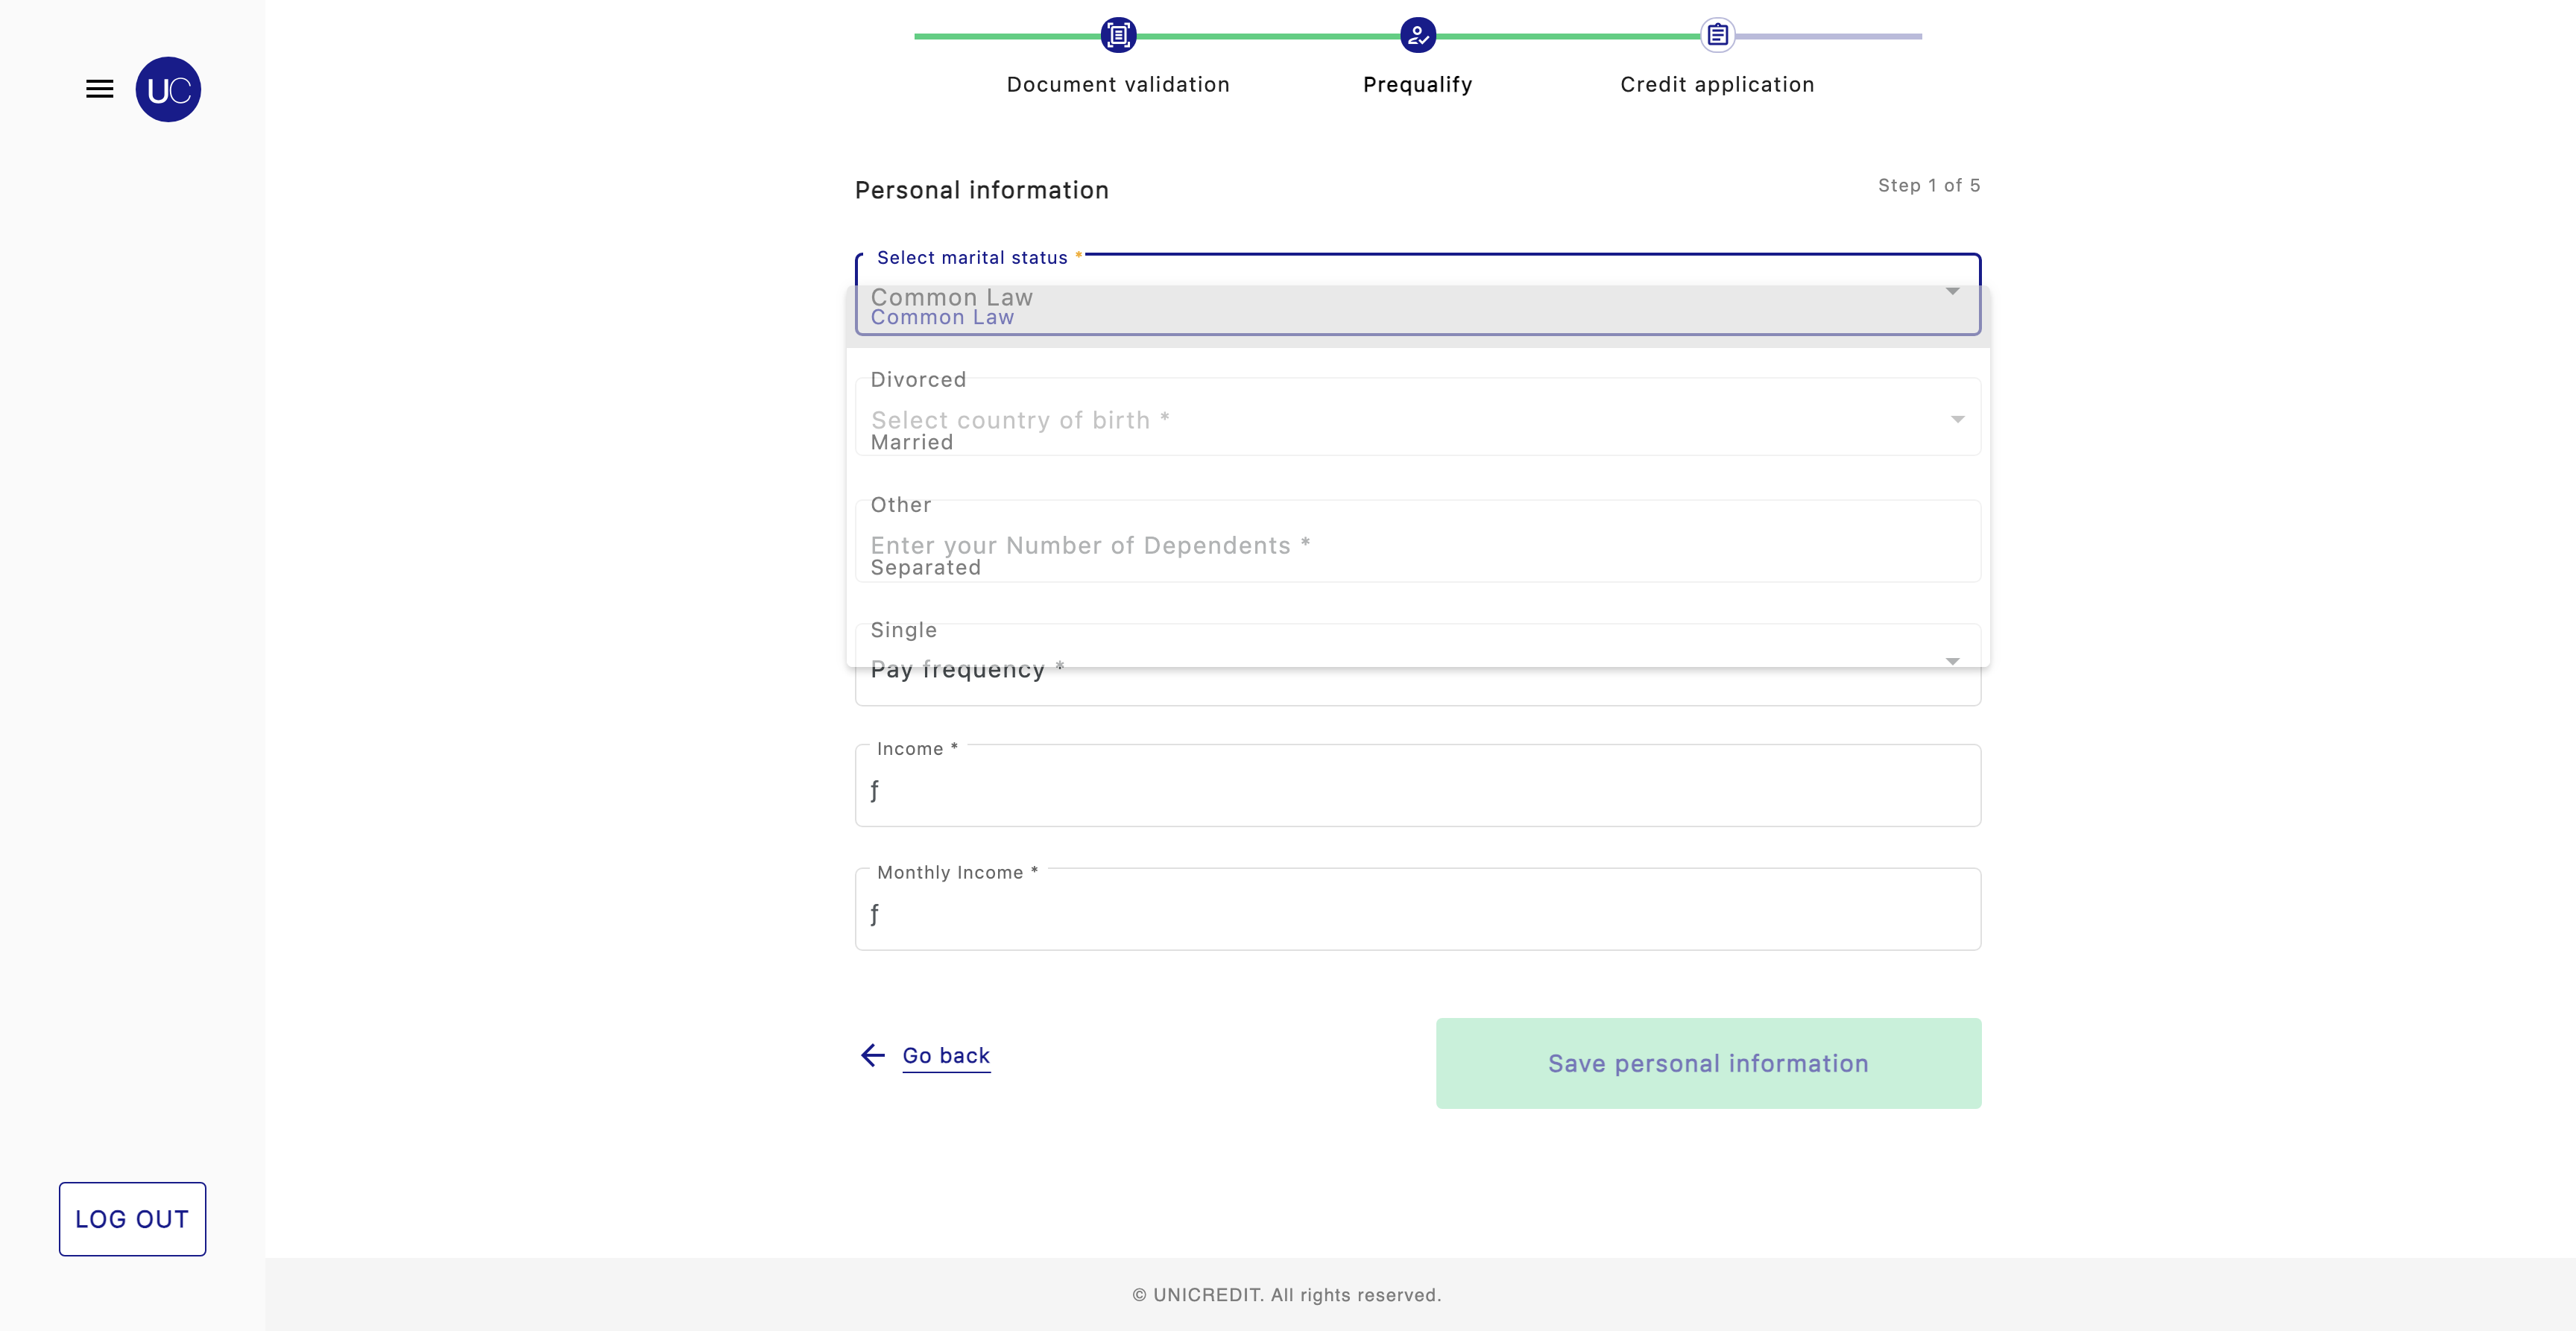 UC
Document validation
Prequalify
Credit application
Personal information
Step 1 of 5
Select marital status *
Common Law
Common Law
Divorced
Select country of birth *
Married
Other
Enter your Number of Dependents *
Separated
Single
Pay frequency *
Income *
ƒ
Monthly Income *
ƒ
Go back
Save personal information
LOG OUT
© UNICREDIT. All rights reserved.